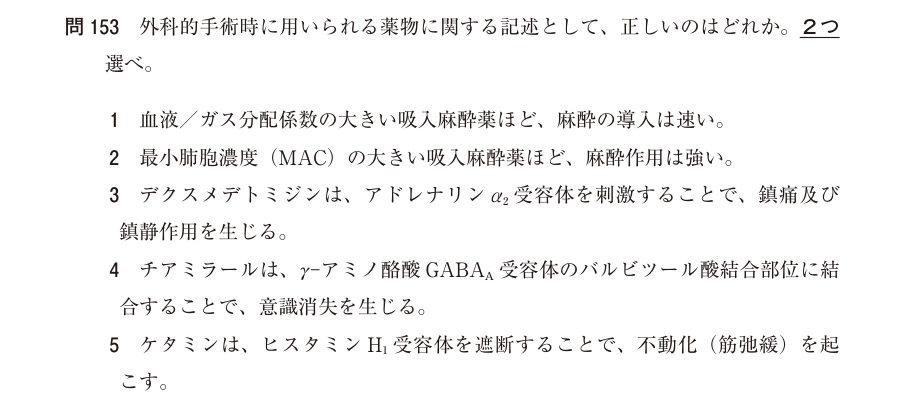 問 153 外科的手術時に用いられる薬物に関する記述として、正しいのはどれか。２つ
選べ。
1 血液／ガス分配係数の大きい吸入麻酔薬ほど、麻酔の導入は速い。
2 最小肺胞濃度（MAC）の大きい吸入麻酔薬ほど、麻酔作用は強い。
3 デクスメデトミジンは、アドレナリン α₂ 受容体を刺激することで、鎮痛及び
鎮静作用を生じる。
4 チアミラールは、γ-アミノ酪酸 GABA_A 受容体のバルビツール酸結合部位に結
合することで、意識消失を生じる。
5 ケタミンは、ヒスタミン H₁ 受容体を遮断することで、不動化（筋弛緩）を起
こす。